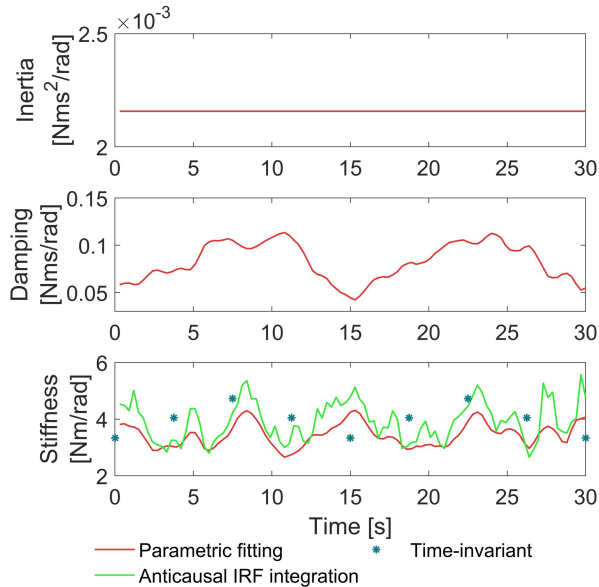 ×10⁻³
2.5
2
Inertia
[Nms²/rad]
0 5 10 15 20 25 30
0.15
0.1
0.05
Damping
[Nms/rad]
0 5 10 15 20 25 30
6
4
2
Stiffness
[Nm/rad]
0 5 10 15 20 25 30
Time [s]
Parametric fitting
Time-invariant
Anticausal IRF integration